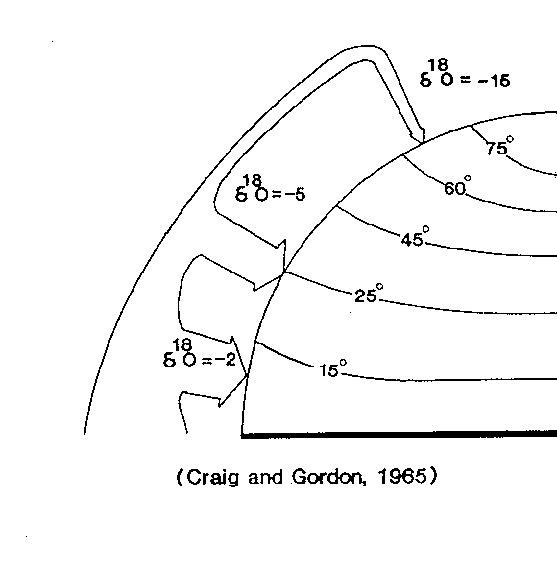 δ18O = -15
75°
δ18O=-5
60°
45°
25°
δ18O=-2
15°
(Craig and Gordon, 1965)